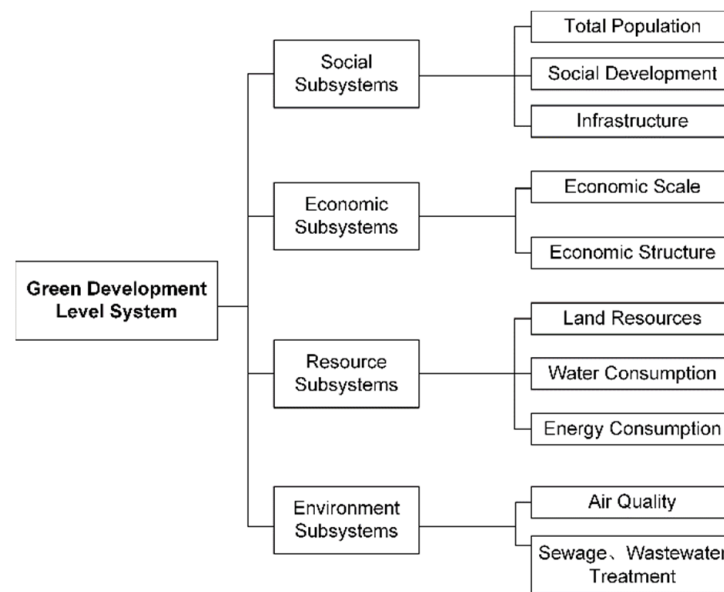 Green Development
Level System
Social
Subsystems
Total Population
Social Development
Infrastructure
Economic
Subsystems
Economic Scale
Economic Structure
Resource
Subsystems
Land Resources
Water Consumption
Energy Consumption
Environment
Subsystems
Air Quality
Sewage、Wastewater
Treatment